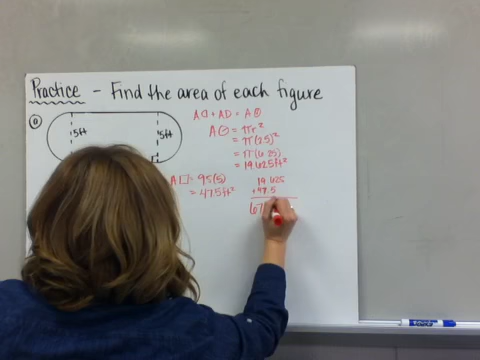 Practice - Find the area of each figure
①
5ft
5ft
A⊙ = πr²
= π(2.5)²
= π(6.25)
= 19.625ft²
A▭ = 9.5(5)
= 47.5ft²
19.625
+47.5
67